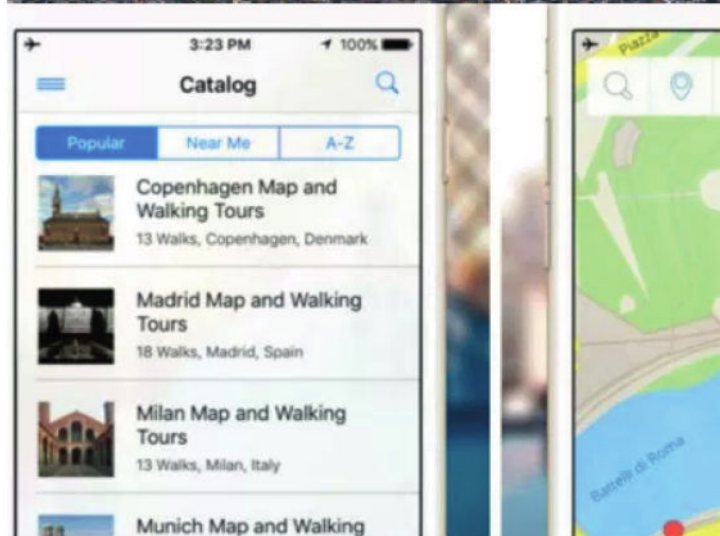 3:23 PM
100%
Catalog
Popular
Near Me
A-Z
Copenhagen Map and
Walking Tours
13 Walks, Copenhagen, Denmark
Madrid Map and Walking
Tours
18 Walks, Madrid, Spain
Milan Map and Walking
Tours
13 Walks, Milan, Italy
Munich Map and Walking
Piazza
Battelli di Roma